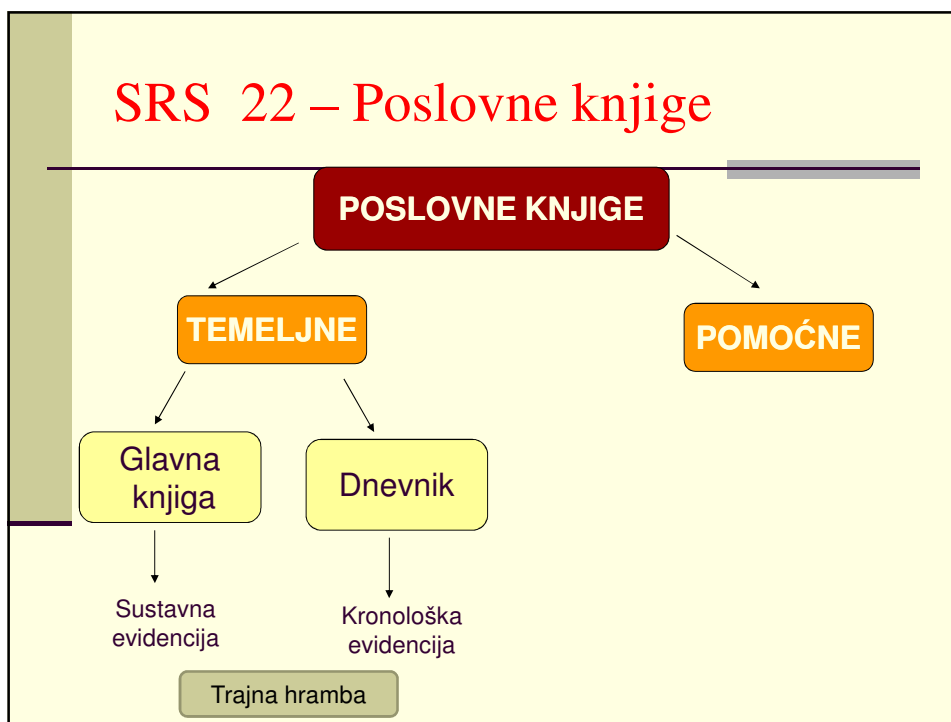 SRS 22 – Poslovne knjige
POSLOVNE KNJIGE
TEMELJNE
POMOĆNE
Glavna
knjiga
Dnevnik
Sustavna
evidencija
Kronološka
evidencija
Trajna hramba